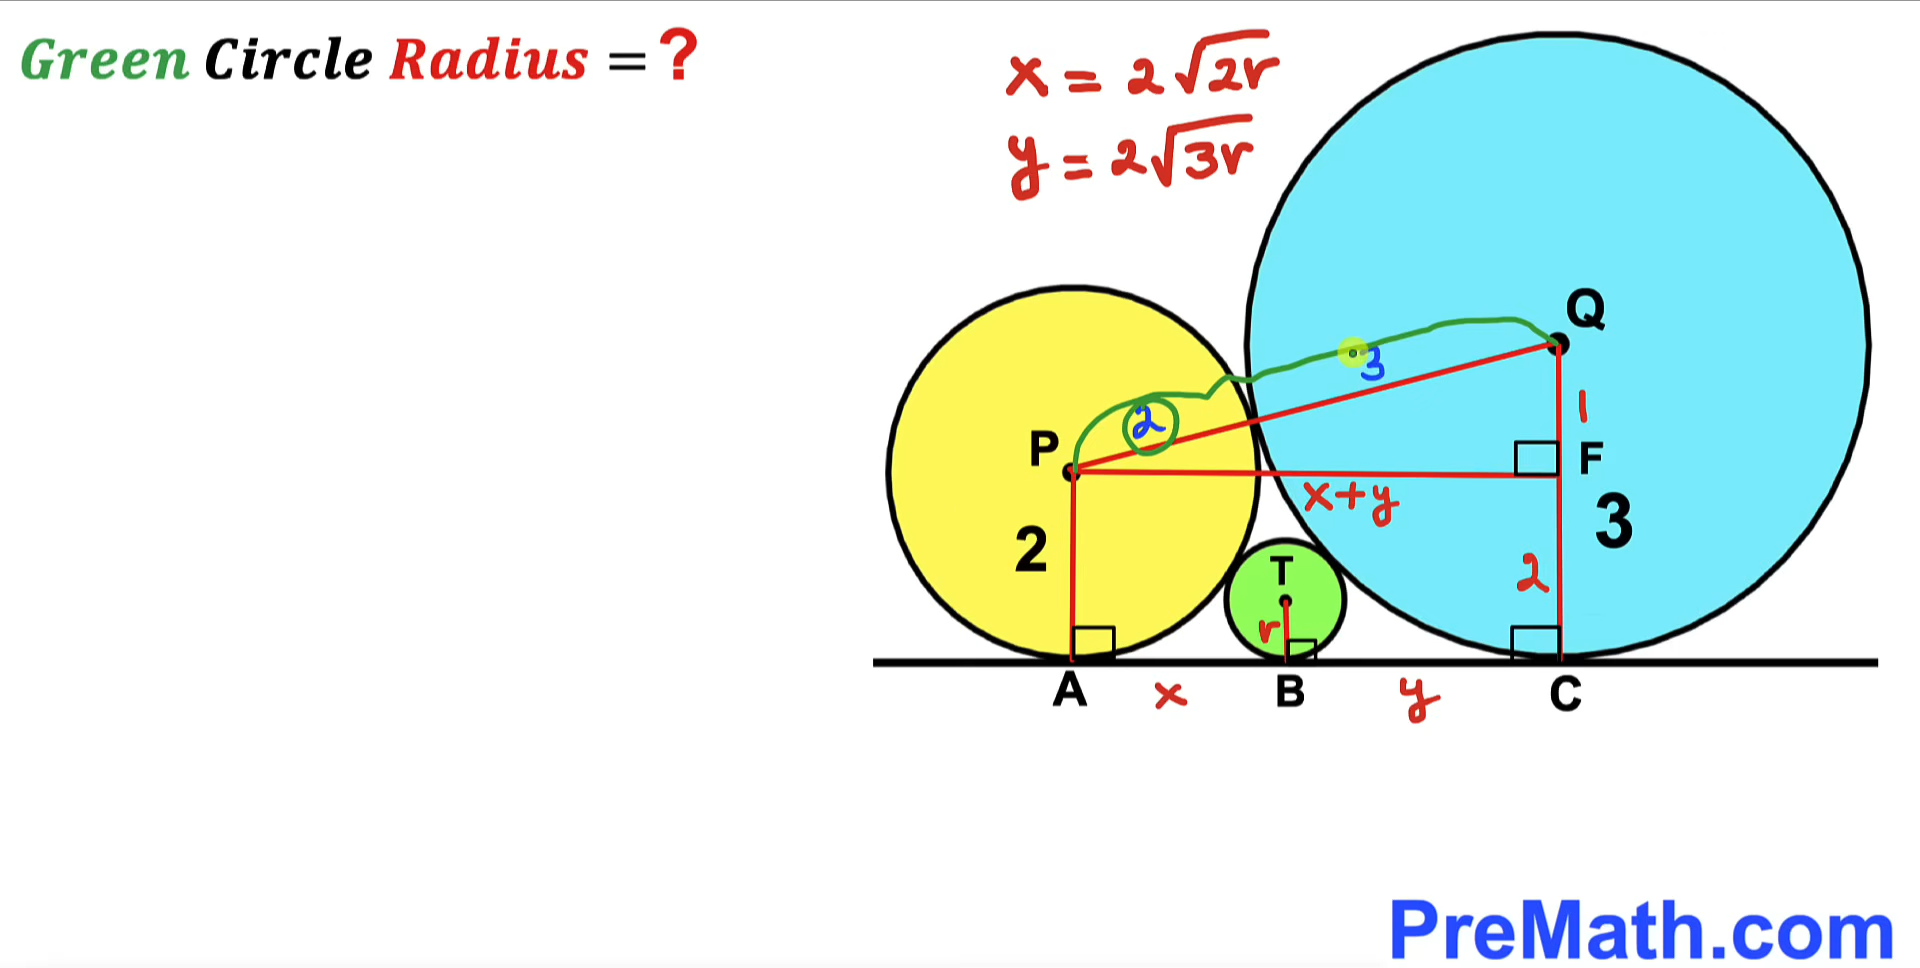 Green Circle Radius = ?
x = 2√2r
y = 2√3r
Q
3
1
2
P
F
x+y
3
2
T
2
r
A
x
B
y
C
PreMath.com